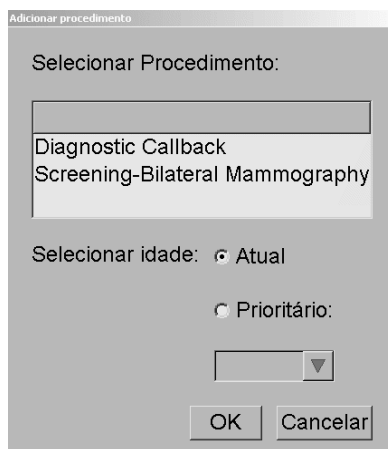 Adicionar procedimento
Selecionar Procedimento:
Diagnostic Callback
Screening-Bilateral Mammography
Selecionar idade: Atual
Prioritário:
OK Cancelar